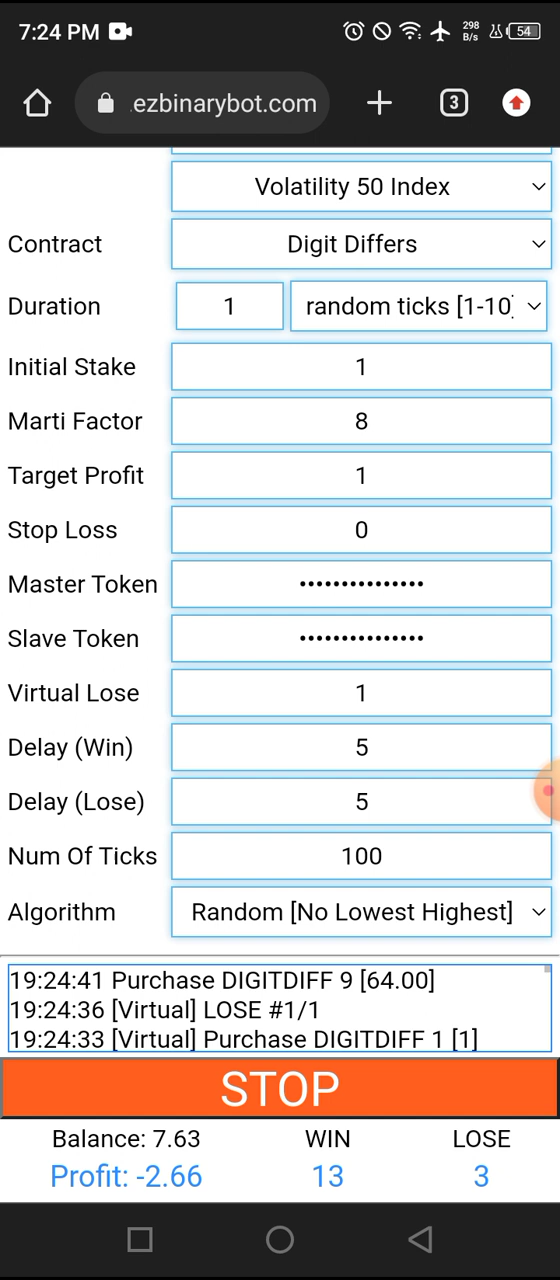 7:24 PM 298 B/s 54
.ezbinarybot.com 3
Volatility 50 Index
Contract Digit Differs
Duration 1 random ticks [1-10]
Initial Stake 1
Marti Factor 8
Target Profit 1
Stop Loss 0
Master Token •••••••••••••••
Slave Token •••••••••••••••
Virtual Lose 1
Delay (Win) 5
Delay (Lose) 5
Num Of Ticks 100
Algorithm Random [No Lowest Highest]
19:24:41 Purchase DIGITDIFF 9 [64.00]
19:24:36 [Virtual] LOSE #1/1
19:24:33 [Virtual] Purchase DIGITDIFF 1 [1]
STOP
Balance: 7.63 WIN LOSE
Profit: -2.66 13 3